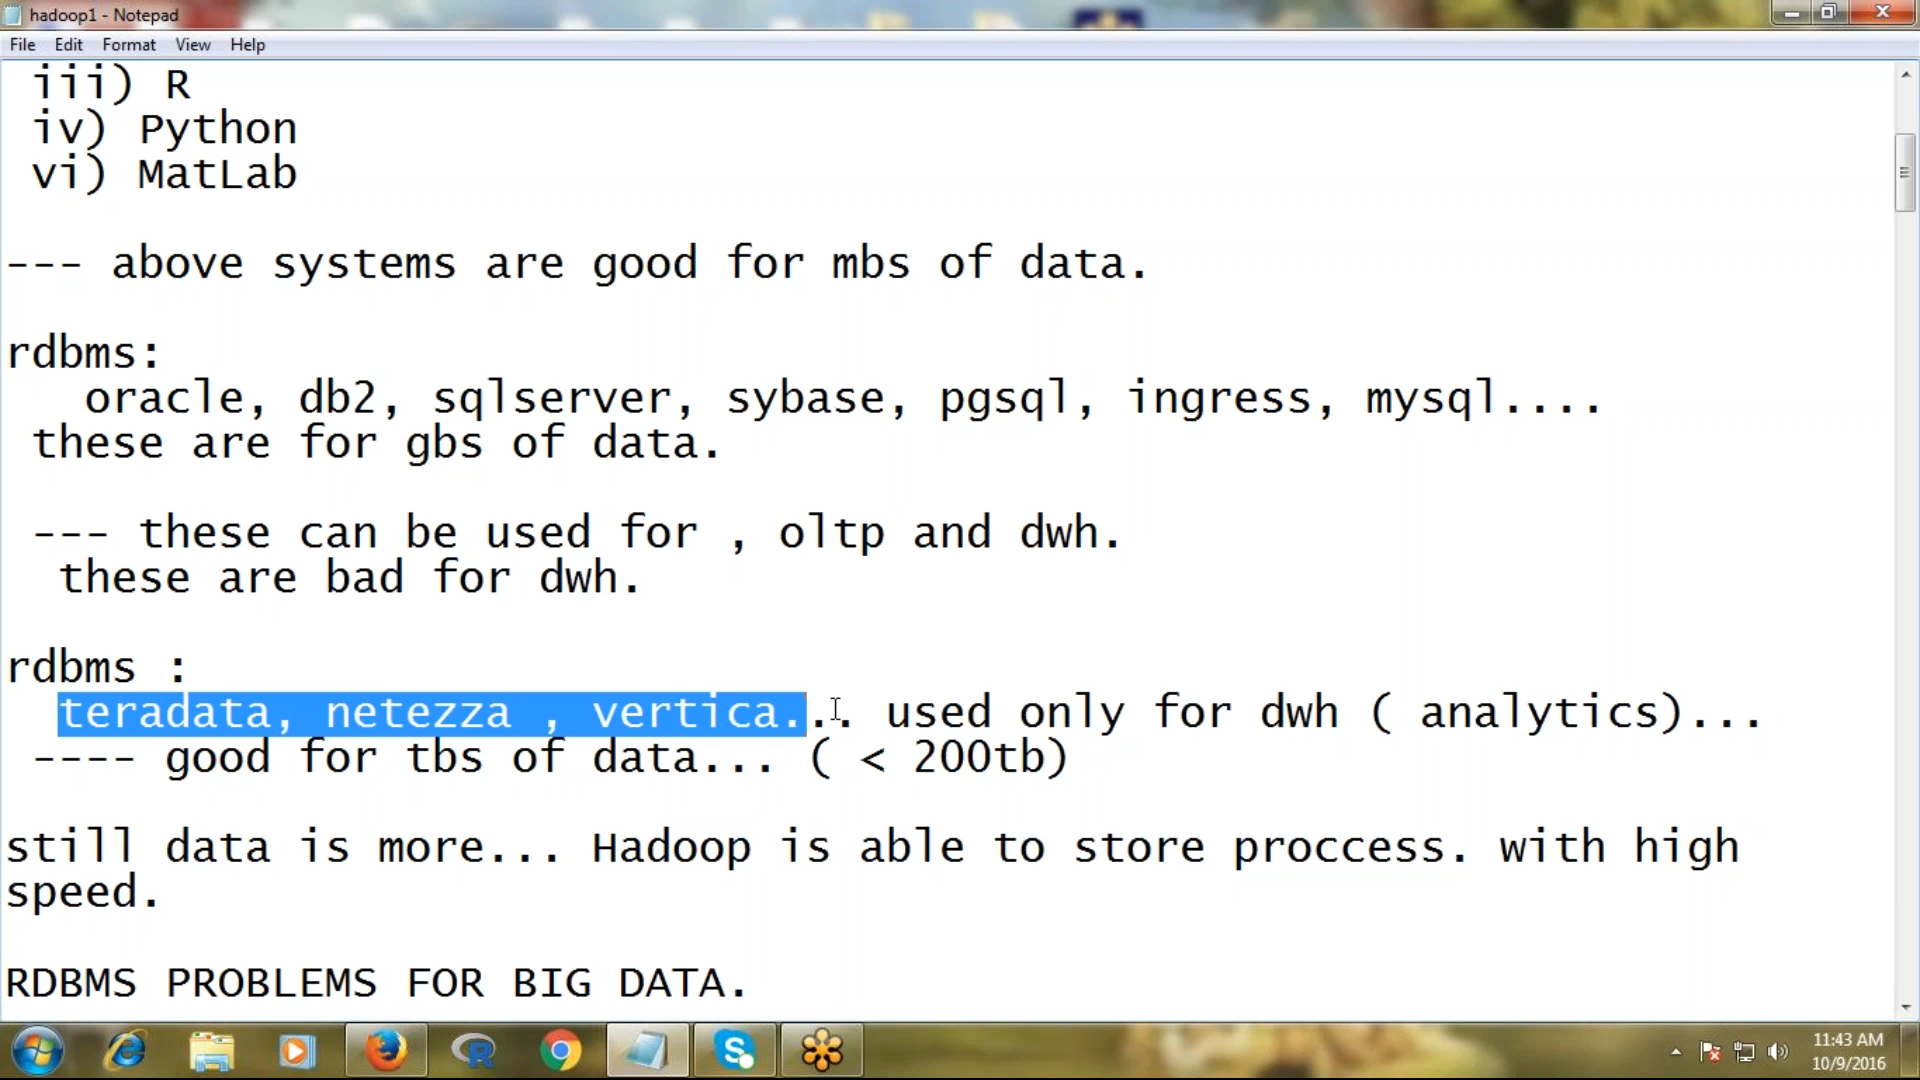 hadoop1 - Notepad
File Edit Format View Help
iii) R
iv) Python
vi) MatLab
--- above systems are good for mbs of data.
rdbms:
oracle, db2, sqlserver, sybase, pgsql, ingress, mysql....
these are for gbs of data.
--- these can be used for , oltp and dwh.
these are bad for dwh.
rdbms :
teradata, netezza , vertica... used only for dwh ( analytics)...
---- good for tbs of data... ( < 200tb)
still data is more... Hadoop is able to store proccess. with high
speed.
RDBMS PROBLEMS FOR BIG DATA.
11:43 AM
10/9/2016